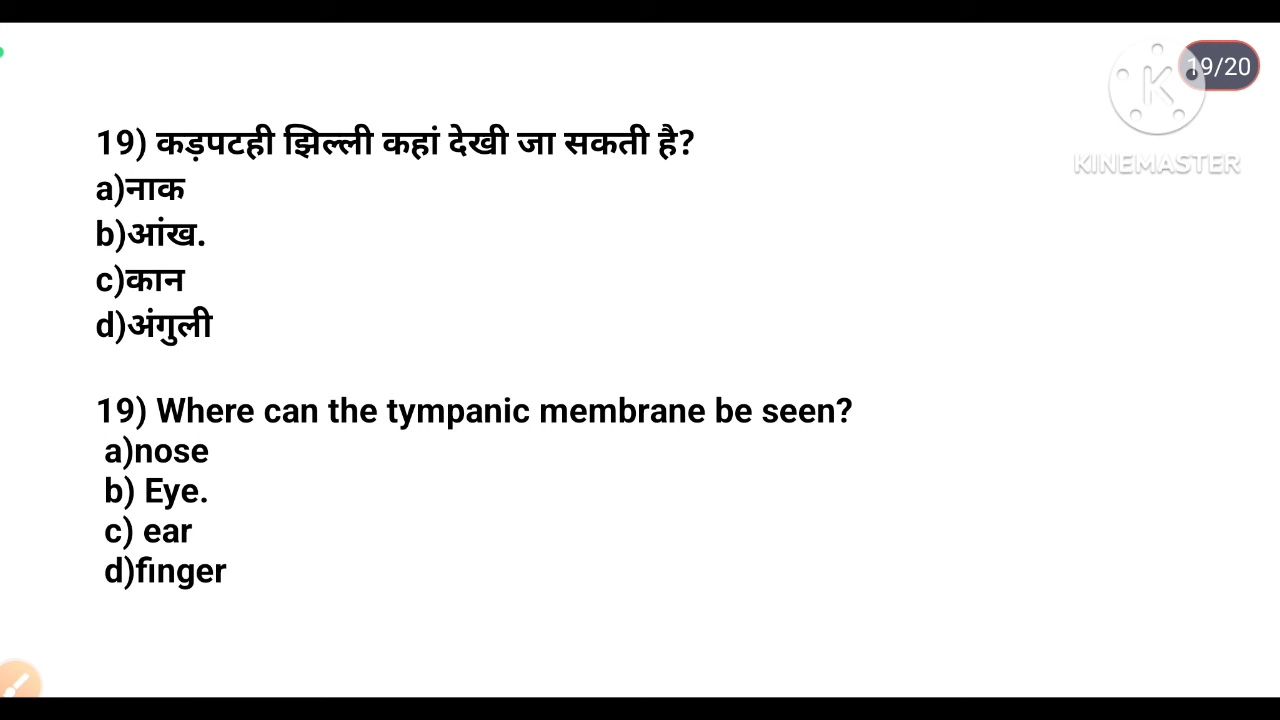 19/20
KINEMASTER
19) कड़पटही झिल्ली कहां देखी जा सकती है?
a)नाक
b)आंख.
c)कान
d)अंगुली
19) Where can the tympanic membrane be seen?
a)nose
b) Eye.
c) ear
d)finger